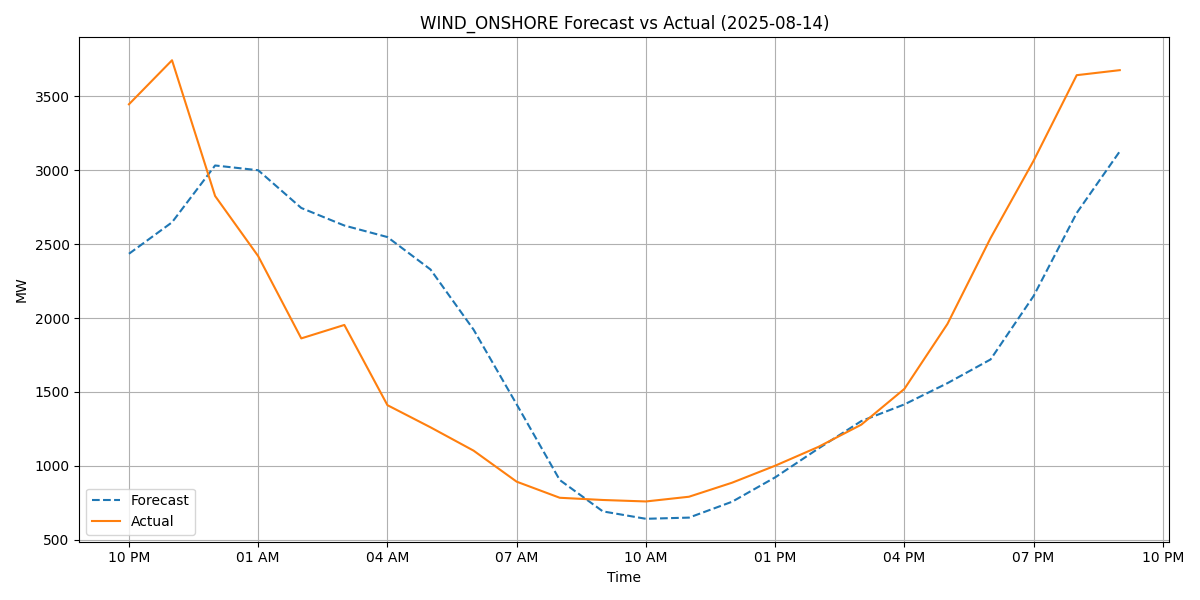 WIND_ONSHORE Forecast vs Actual (2025-08-14)
MW
3500
3000
2500
2000
1500
1000
500
Forecast
Actual
10 PM 01 AM 04 AM 07 AM 10 AM 01 PM 04 PM 07 PM 10 PM
Time